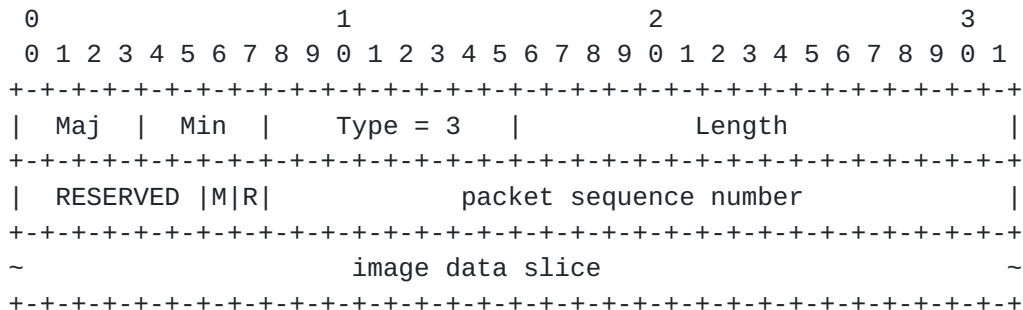 0                   1                   2                   3
 0 1 2 3 4 5 6 7 8 9 0 1 2 3 4 5 6 7 8 9 0 1 2 3 4 5 6 7 8 9 0 1
+-+-+-+-+-+-+-+-+-+-+-+-+-+-+-+-+-+-+-+-+-+-+-+-+-+-+-+-+-+-+-+-+
|  Maj  |  Min  |    Type = 3   |           Length              |
+-+-+-+-+-+-+-+-+-+-+-+-+-+-+-+-+-+-+-+-+-+-+-+-+-+-+-+-+-+-+-+-+
|  RESERVED |M|R|            packet sequence number             |
+-+-+-+-+-+-+-+-+-+-+-+-+-+-+-+-+-+-+-+-+-+-+-+-+-+-+-+-+-+-+-+-+
~                     image data slice                          ~
+-+-+-+-+-+-+-+-+-+-+-+-+-+-+-+-+-+-+-+-+-+-+-+-+-+-+-+-+-+-+-+-+